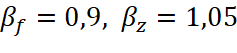 β_f = 0,9, β_z = 1,05